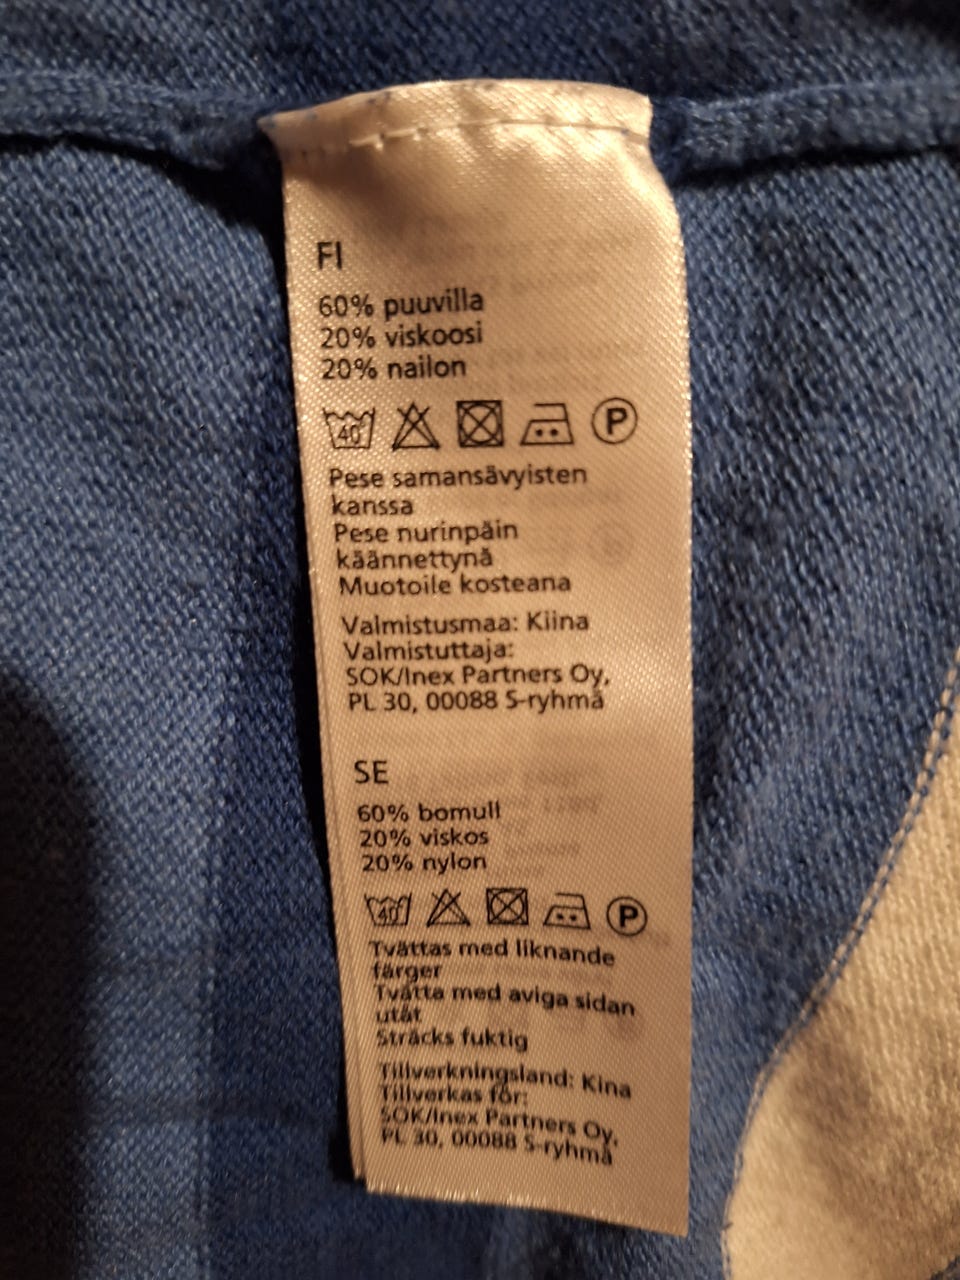 FI
60% puuvilla
20% viskoosi
20% nailon
40 P
Pese samansävyisten
kanssa
Pese nurinpäin
käännettynä
Muotoile kosteana
Valmistusmaa: Kiina
Valmistuttaja:
SOK/Inex Partners Oy,
PL 30, 00088 S-ryhmä
SE
60% bomull
20% viskos
20% nylon
40 P
Tvättas med liknande
färger
Tvätta med aviga sidan
utåt
Sträcks fuktig
Tillverkningsland: Kina
Tillverkas för:
SOK/Inex Partners Oy,
PL 30, 00088 S-ryhmä